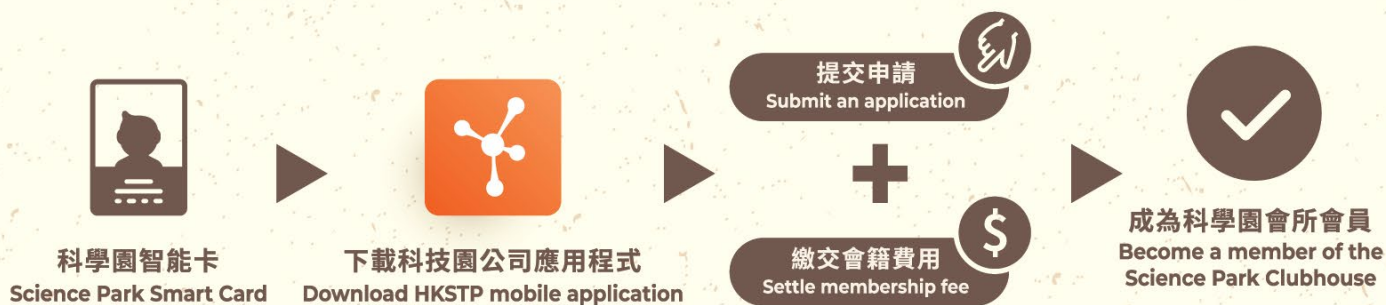 科學園智能卡
Science Park Smart Card
下載科技園公司應用程式
Download HKSTP mobile application
提交申請
Submit an application
繳交會籍費用
Settle membership fee
$
成為科學園會所會員
Become a member of the
Science Park Clubhouse